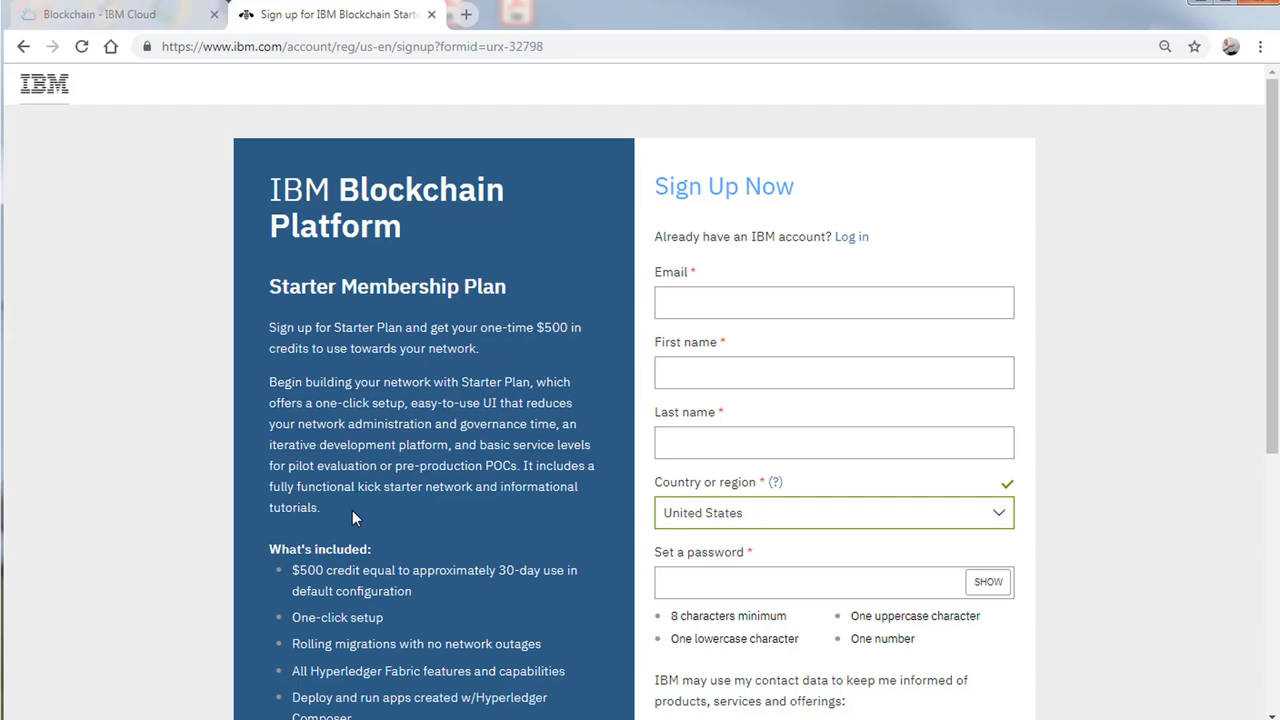 Blockchain - IBM Cloud
Sign up for IBM Blockchain Starte
https://www.ibm.com/account/reg/us-en/signup?formid=urx-32798
IBM
IBM Blockchain
Platform
Starter Membership Plan
Sign up for Starter Plan and get your one-time $500 in
credits to use towards your network.
Begin building your network with Starter Plan, which
offers a one-click setup, easy-to-use UI that reduces
your network administration and governance time, an
iterative development platform, and basic service levels
for pilot evaluation or pre-production POCs. It includes a
fully functional kick starter network and informational
tutorials.
What's included:
$500 credit equal to approximately 30-day use in
default configuration
One-click setup
Rolling migrations with no network outages
All Hyperledger Fabric features and capabilities
Deploy and run apps created w/Hyperledger
Composer
Sign Up Now
Already have an IBM account? Log in
Email *
First name *
Last name *
Country or region * (?)
United States
Set a password *
SHOW
8 characters minimum
One uppercase character
One lowercase character
One number
IBM may use my contact data to keep me informed of
products, services and offerings: